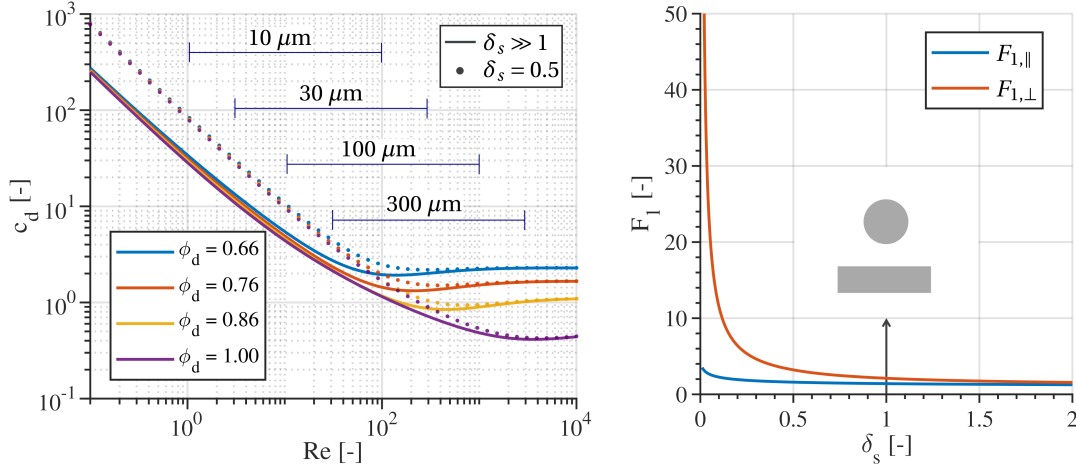 10³
10²
10¹
10⁰
10⁻¹
c_d [-]
10 μm
30 μm
100 μm
300 μm
δ_s ≫ 1
δ_s = 0.5
ϕ_d = 0.66
ϕ_d = 0.76
ϕ_d = 0.86
ϕ_d = 1.00
10⁰ 10² 10⁴
Re [-]
50
40
30
20
10
0
F_1 [-]
F_{1,∥}
F_{1,⊥}
0 0.5 1 1.5 2
δ_s [-]